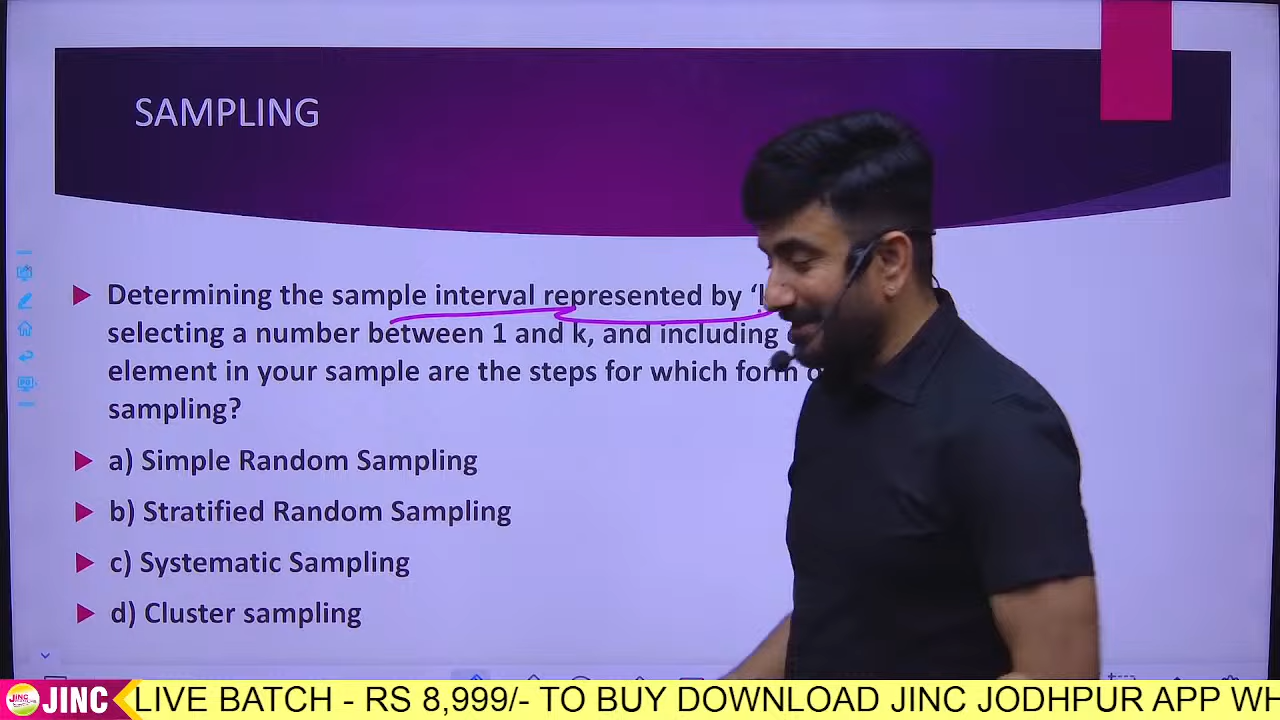 SAMPLING
Determining the sample interval represented by
selecting a number between 1 and k, and including
element in your sample are the steps for which form
sampling?
a) Simple Random Sampling
b) Stratified Random Sampling
c) Systematic Sampling
d) Cluster sampling
JINC LIVE BATCH - RS 8,999/- TO BUY DOWNLOAD JINC JODHPUR APP